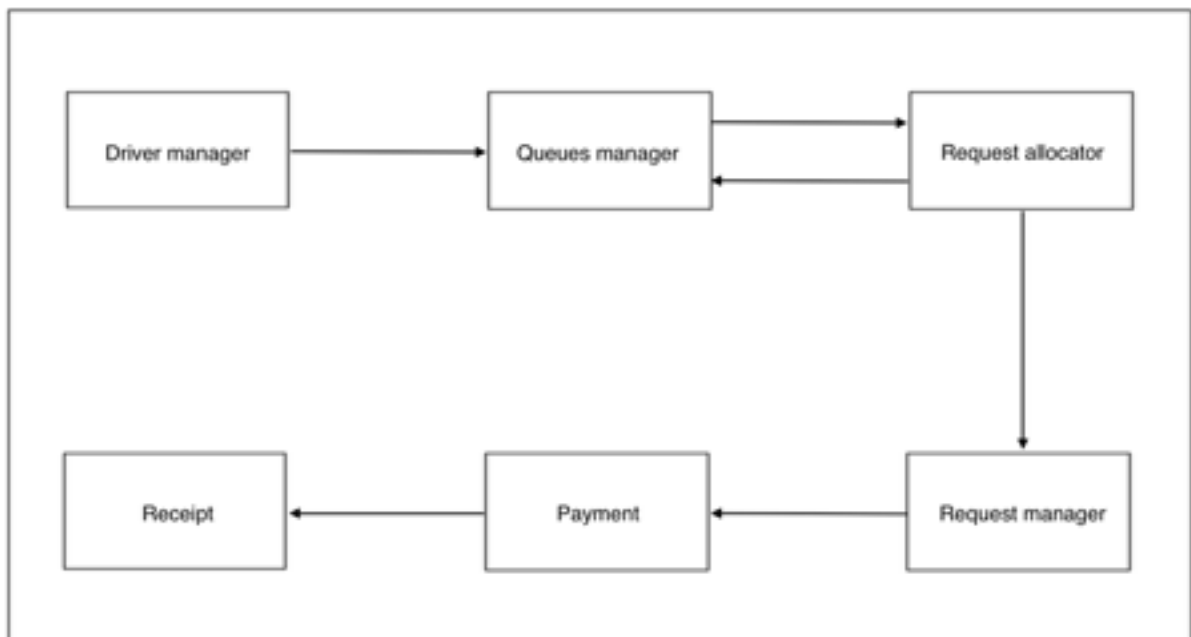 Driver manager
Queues manager
Request allocator
Receipt
Payment
Request manager